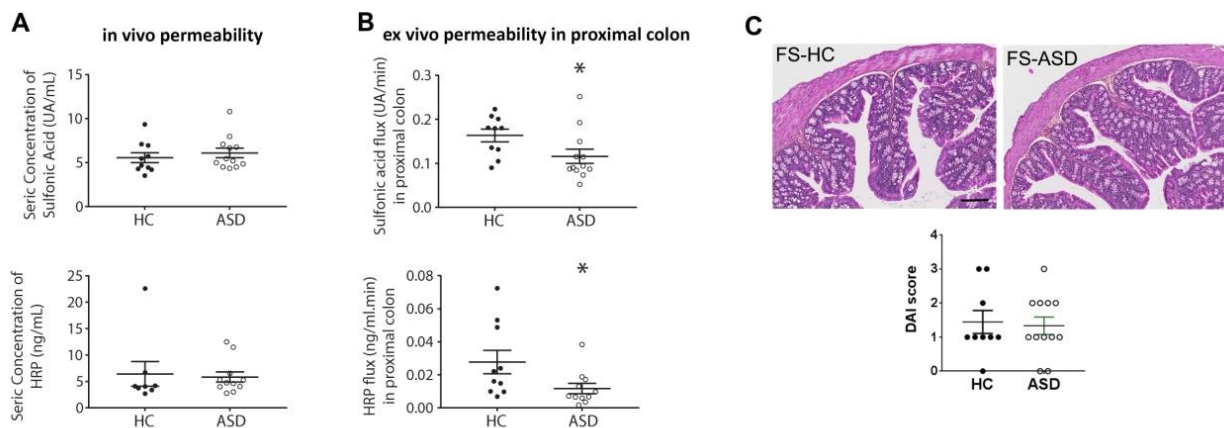 A
in vivo permeability
Seric Concentration of
Sulfonic Acid (UA/mL)
15
10
5
0
HC
ASD
Seric Concentration of
HRP (ng/mL)
25
20
15
10
5
0
HC
ASD
B
ex vivo permeability in proximal colon
Sulfonic acid flux (UA/min)
in proximal colon
0.3
0.2
0.1
0.0
*
HC
ASD
HRP flux (ng/ml.min)
in proximal colon
0.08
0.06
0.04
0.02
0.00
*
HC
ASD
C
FS-HC
FS-ASD
DAI score
4
3
2
1
0
HC
ASD